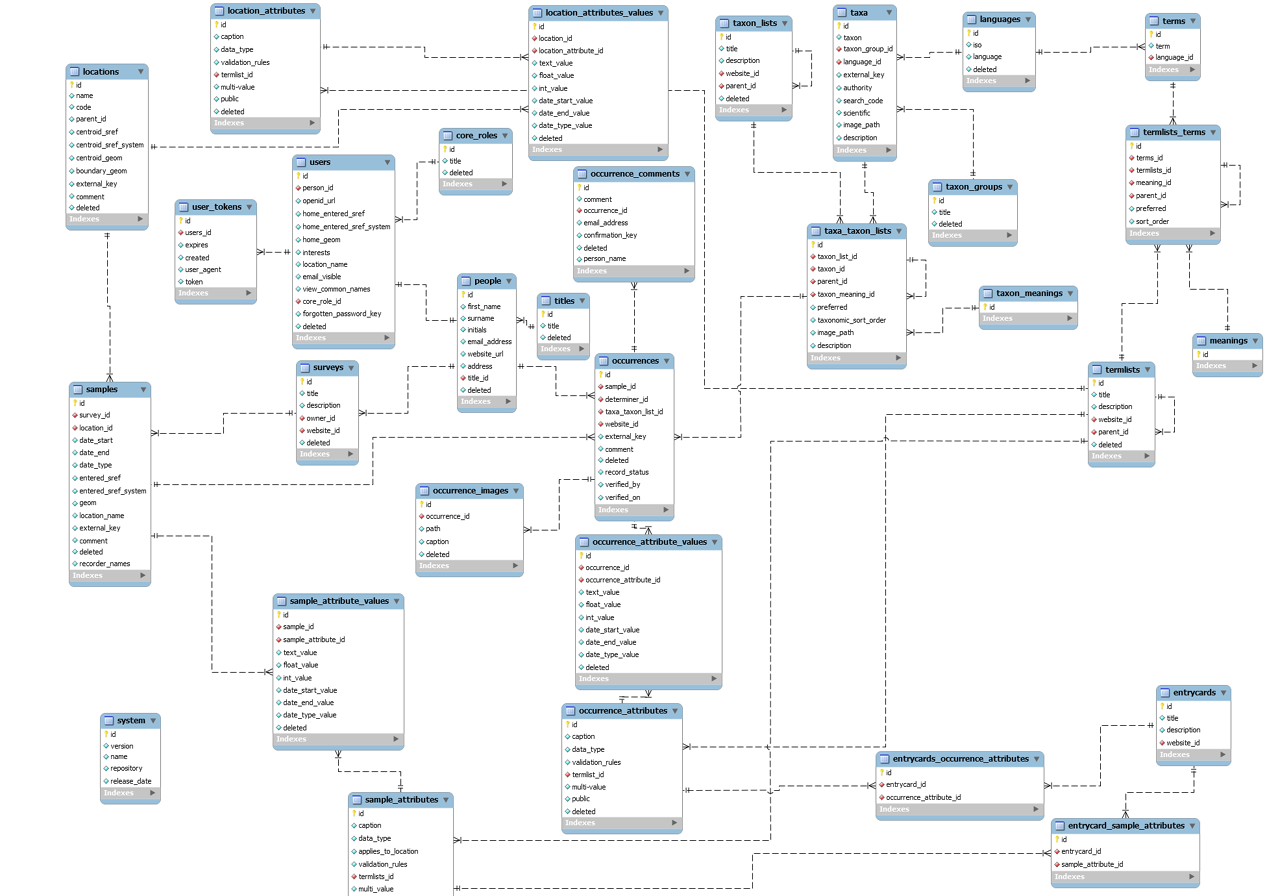 location_attributes
id
caption
data_type
validation_rules
termlist_id
multi-value
public
deleted
Indexes
location_attributes_values
id
location_id
location_attribute_id
text_value
float_value
int_value
date_start_value
date_end_value
date_type_value
deleted
Indexes
taxon_lists
id
title
description
website_id
parent_id
deleted
Indexes
taxa
id
taxon
taxon_group_id
language_id
external_key
authority
search_code
scientific
image_path
description
Indexes
languages
id
iso
language
deleted
Indexes
terms
id
term
language_id
Indexes
locations
id
name
code
parent_id
centroid_sref
centroid_sref_system
centroid_geom
boundary_geom
external_key
comment
deleted
Indexes
core_roles
id
title
deleted
Indexes
termlists_terms
id
terms_id
termlists_id
meaning_id
parent_id
preferred
sort_order
Indexes
users
id
person_id
openid_url
home_entered_sref
home_entered_sref_system
home_geom
interests
location_name
email_visible
view_common_names
core_role_id
forgotten_password_key
deleted
Indexes
occurrence_comments
id
comment
occurrence_id
email_address
confirmation_key
deleted
person_name
Indexes
taxon_groups
id
title
deleted
Indexes
user_tokens
id
users_id
expires
created
user_agent
token
Indexes
taxa_taxon_lists
id
taxon_list_id
taxon_id
parent_id
taxon_meaning_id
preferred
taxonomic_sort_order
image_path
description
Indexes
people
id
first_name
surname
initials
email_address
website_url
address
title_id
deleted
Indexes
titles
id
title
deleted
Indexes
taxon_meanings
id
Indexes
meanings
id
Indexes
surveys
id
title
description
owner_id
website_id
deleted
Indexes
occurrences
id
sample_id
determiner_id
taxa_taxon_list_id
website_id
external_key
comment
deleted
record_status
verified_by
verified_on
Indexes
termlists
id
title
description
website_id
parent_id
deleted
Indexes
samples
id
survey_id
location_id
date_start
date_end
date_type
entered_sref
entered_sref_system
geom
location_name
external_key
comment
deleted
recorder_names
Indexes
occurrence_images
id
occurrence_id
path
caption
deleted
Indexes
occurrence_attribute_values
id
occurrence_id
occurrence_attribute_id
text_value
float_value
int_value
date_start_value
date_end_value
date_type_value
deleted
Indexes
sample_attribute_values
id
sample_id
sample_attribute_id
text_value
float_value
int_value
date_start_value
date_end_value
date_type_value
deleted
Indexes
system
id
version
name
repository
release_date
Indexes
occurrence_attributes
id
caption
data_type
validation_rules
termlist_id
multi-value
public
deleted
Indexes
entrycards
id
title
description
website_id
Indexes
entrycards_occurrence_attributes
id
entrycard_id
occurrence_attribute_id
Indexes
sample_attributes
id
caption
data_type
applies_to_location
validation_rules
termlists_id
multi_value
entrycard_sample_attributes
id
entrycard_id
sample_attribute_id
Indexes